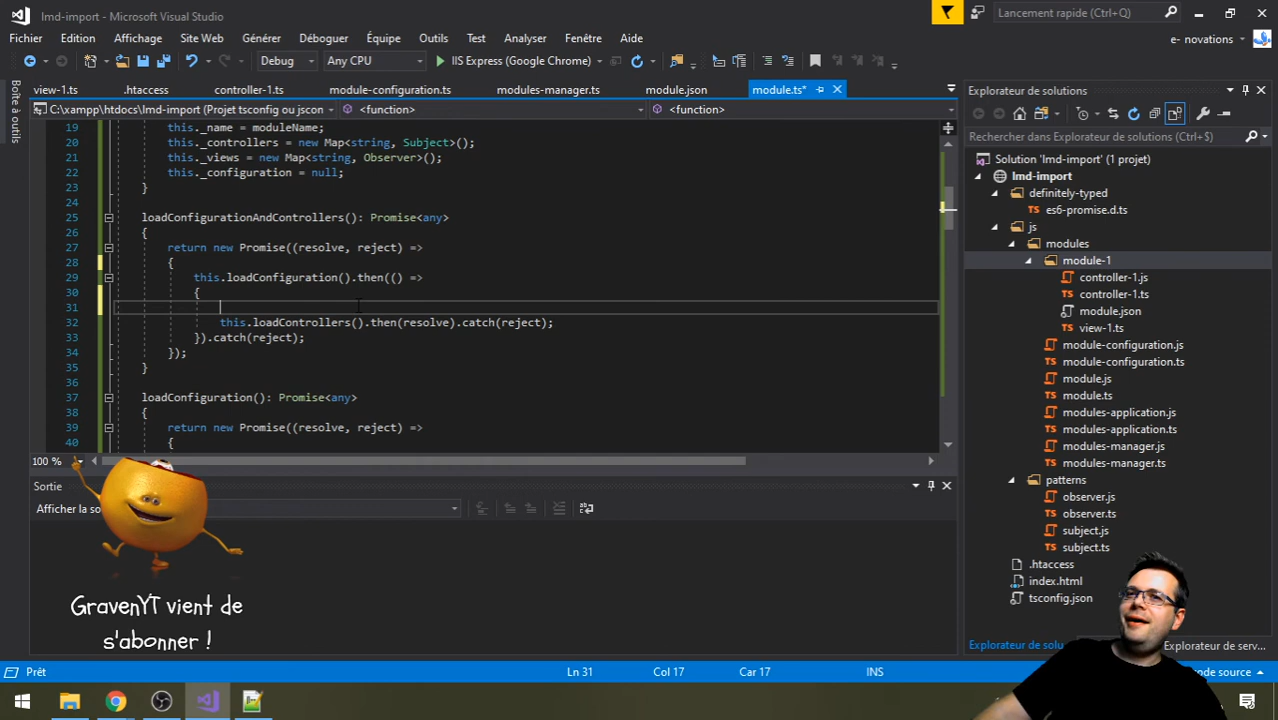 lmd-import - Microsoft Visual Studio
Lancement rapide (Ctrl+Q)
Fichier Edition Affichage Site Web Générer Déboguer Équipe Outils Test Analyser Fenêtre Aide
e- novations
Debug Any CPU IIS Express (Google Chrome)
Boîte à outils
view-1.ts .htaccess controller-1.ts module-configuration.ts modules-manager.ts module.json module.ts*
C:\xampp\htdocs\lmd-import (Projet tsconfig ou jscon <function> <function>
19 this._name = moduleName;
20 this._controllers = new Map<string, Subject>();
21 this._views = new Map<string, Observer>();
22 this._configuration = null;
23 }
24
25 loadConfigurationAndControllers(): Promise<any>
26 {
27 return new Promise((resolve, reject) =>
28 {
29 this.loadConfiguration().then(() =>
30 {
31
32 this.loadControllers().then(resolve).catch(reject);
33 }).catch(reject);
34 });
35 }
36
37 loadConfiguration(): Promise<any>
38 {
39 return new Promise((resolve, reject) =>
40 {
100 %
Sortie
Afficher la so
GravenYT vient de
s'abonner !
Explorateur de solutions
Rechercher dans Explorateur de solutions (Ctrl+$)
Solution 'lmd-import' (1 projet)
lmd-import
definitely-typed
es6-promise.d.ts
js
modules
module-1
controller-1.js
controller-1.ts
module.json
view-1.ts
module-configuration.js
module-configuration.ts
module.js
module.ts
modules-application.js
modules-application.ts
modules-manager.js
modules-manager.ts
patterns
observer.js
observer.ts
subject.js
subject.ts
.htaccess
index.html
tsconfig.json
Explorateur de solu Explorateur de serv...
Prêt Ln 31 Col 17 Car 17 INS ode source